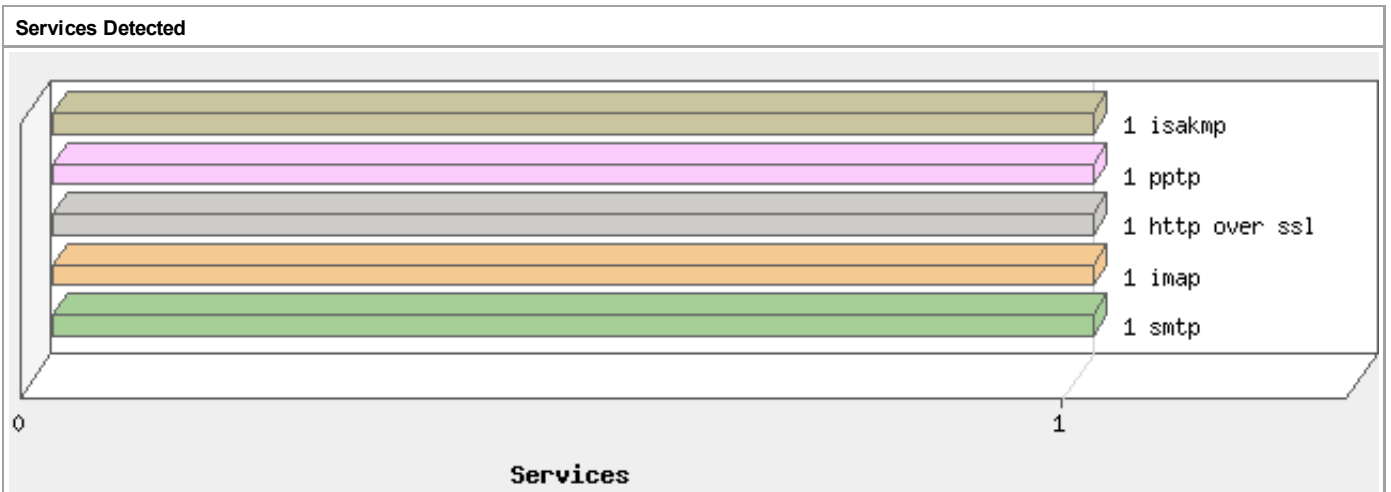 Services Detected
1 isakmp
1 pptp
1 http over ssl
1 imap
1 smtp
0 1
Services